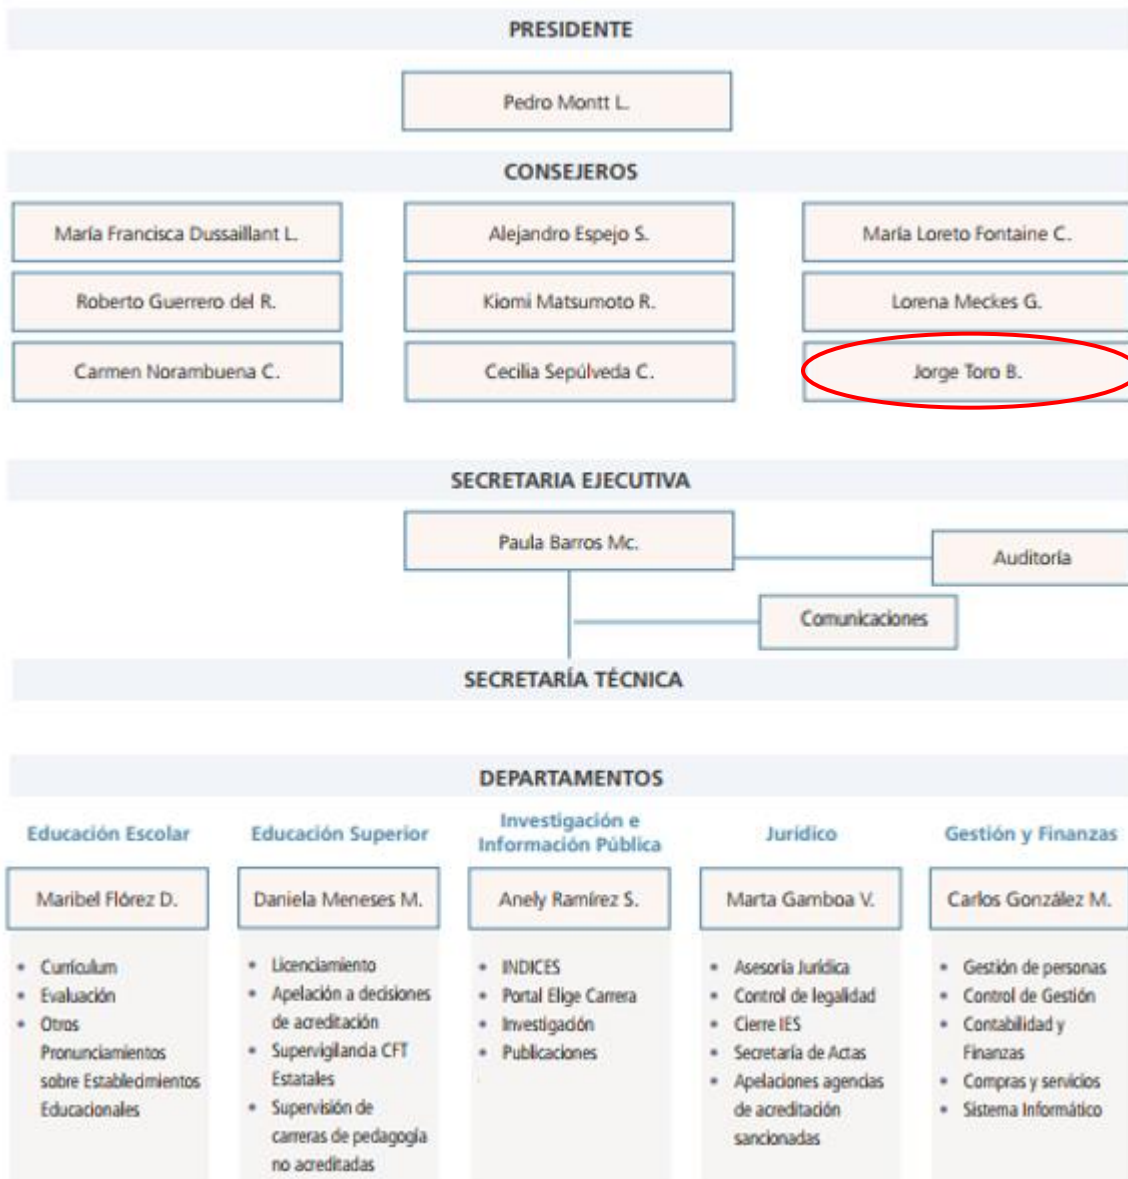 PRESIDENTE
Pedro Montt L.
CONSEJEROS
María Francisca Dussaillant L.
Alejandro Espejo S.
María Loreto Fontaine C.
Roberto Guerrero del R.
Kiomi Matsumoto R.
Lorena Meckes G.
Carmen Norambuena C.
Cecilia Sepúlveda C.
Jorge Toro B.
SECRETARIA EJECUTIVA
Paula Barros Mc.
Auditoría
Comunicaciones
SECRETARÍA TÉCNICA
DEPARTAMENTOS
Educación Escolar
Maribel Flórez D.
• Currículum
• Evaluación
• Otros
Pronunciamientos
sobre Establecimientos
Educacionales
Educación Superior
Daniela Meneses M.
• Licenciamiento
• Apelación a decisiones
de acreditación
• Supervigilancia CFT
Estatales
• Supervisión de
carreras de pedagogía
no acreditadas
Investigación e
Información Pública
Anely Ramírez S.
• INDICES
• Portal Elige Carrera
• Investigación
• Publicaciones
Jurídico
Marta Gamboa V.
• Asesoría Jurídica
• Control de legalidad
• Cierre IES
• Secretaría de Actas
• Apelaciones agencias
de acreditación
sancionadas
Gestión y Finanzas
Carlos González M.
• Gestión de personas
• Control de Gestión
• Contabilidad y
Finanzas
• Compras y servicios
• Sistema Informático